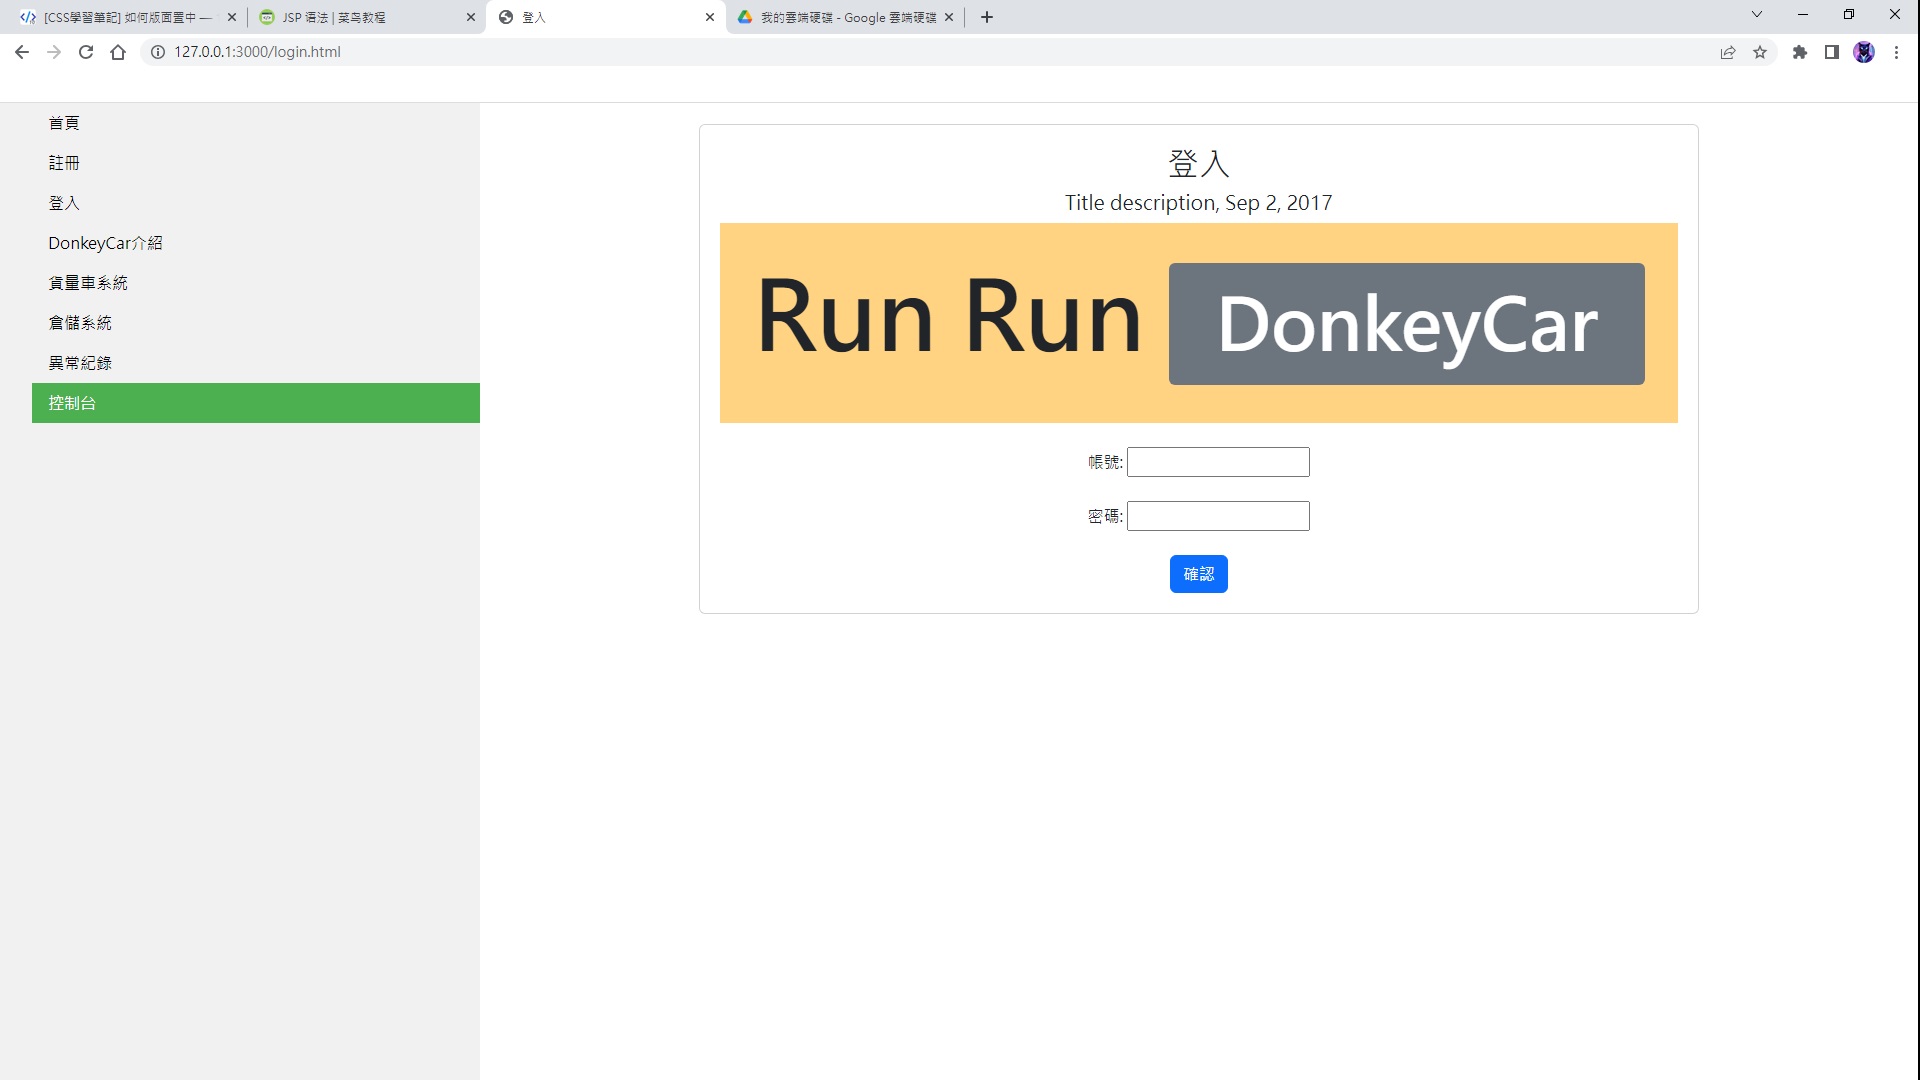 [CSS學習筆記] 如何版面置中 —
JSP 语法 | 菜鸟教程
登入
我的雲端硬碟 - Google 雲端硬碟
127.0.0.1:3000/login.html
首頁
註冊
登入
DonkeyCar介紹
貨量車系統
倉儲系統
異常紀錄
控制台
登入
Title description, Sep 2, 2017
Run Run DonkeyCar
帳號:
密碼:
確認